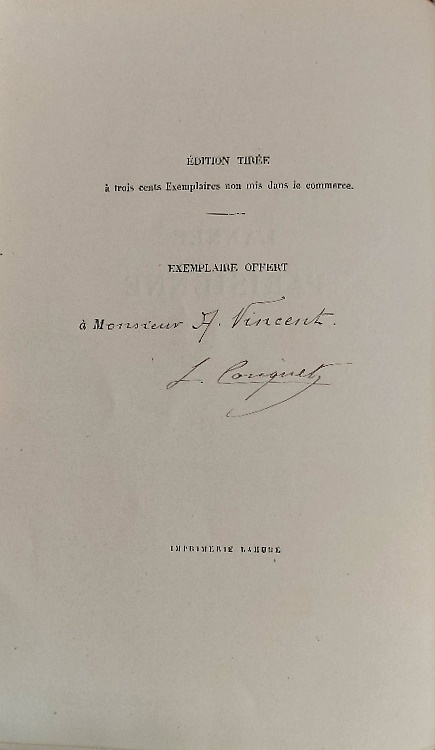 ÉDITION TIRÉE
à trois cents Exemplaires non mis dans le commerce.
EXEMPLAIRE OFFERT
à Monsieur A. Vincent.
L. Conquet
IMPRIMERIE LAHURE